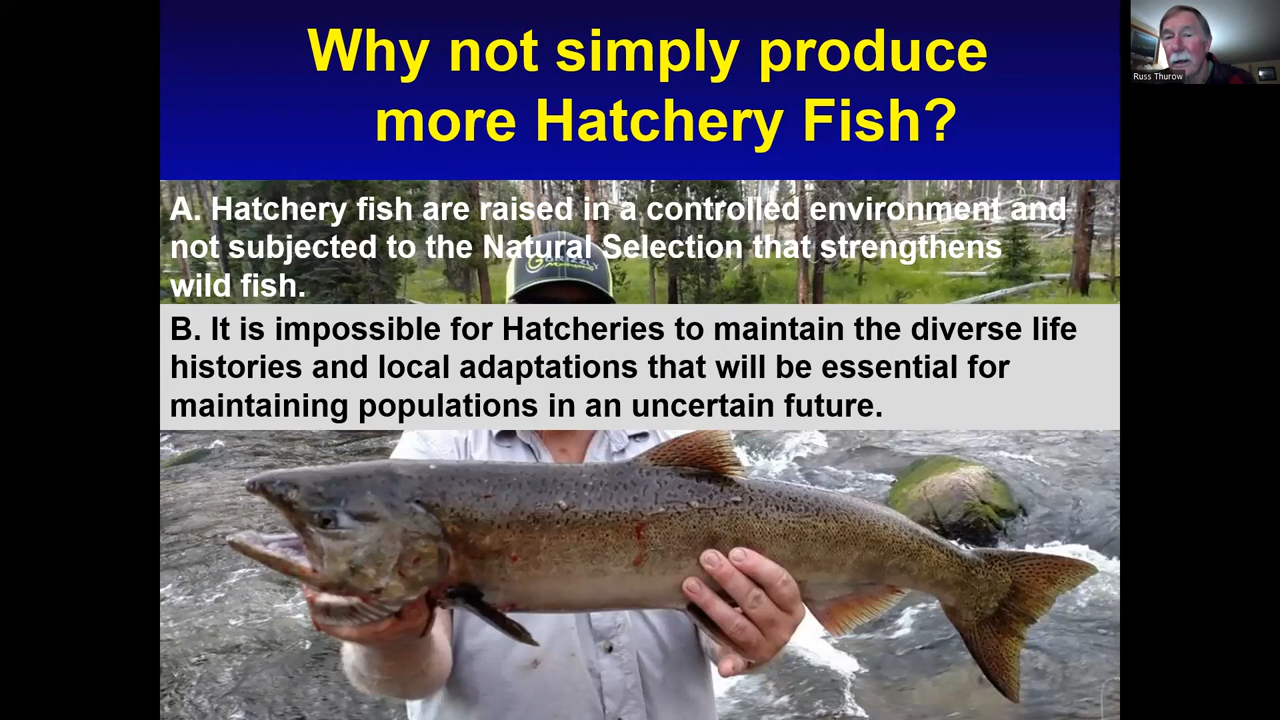 Why not simply produce
more Hatchery Fish?
Russ Thurow
A. Hatchery fish are raised in a controlled environment and
not subjected to the Natural Selection that strengthens
wild fish.
GRIZZLY
B. It is impossible for Hatcheries to maintain the diverse life
histories and local adaptations that will be essential for
maintaining populations in an uncertain future.